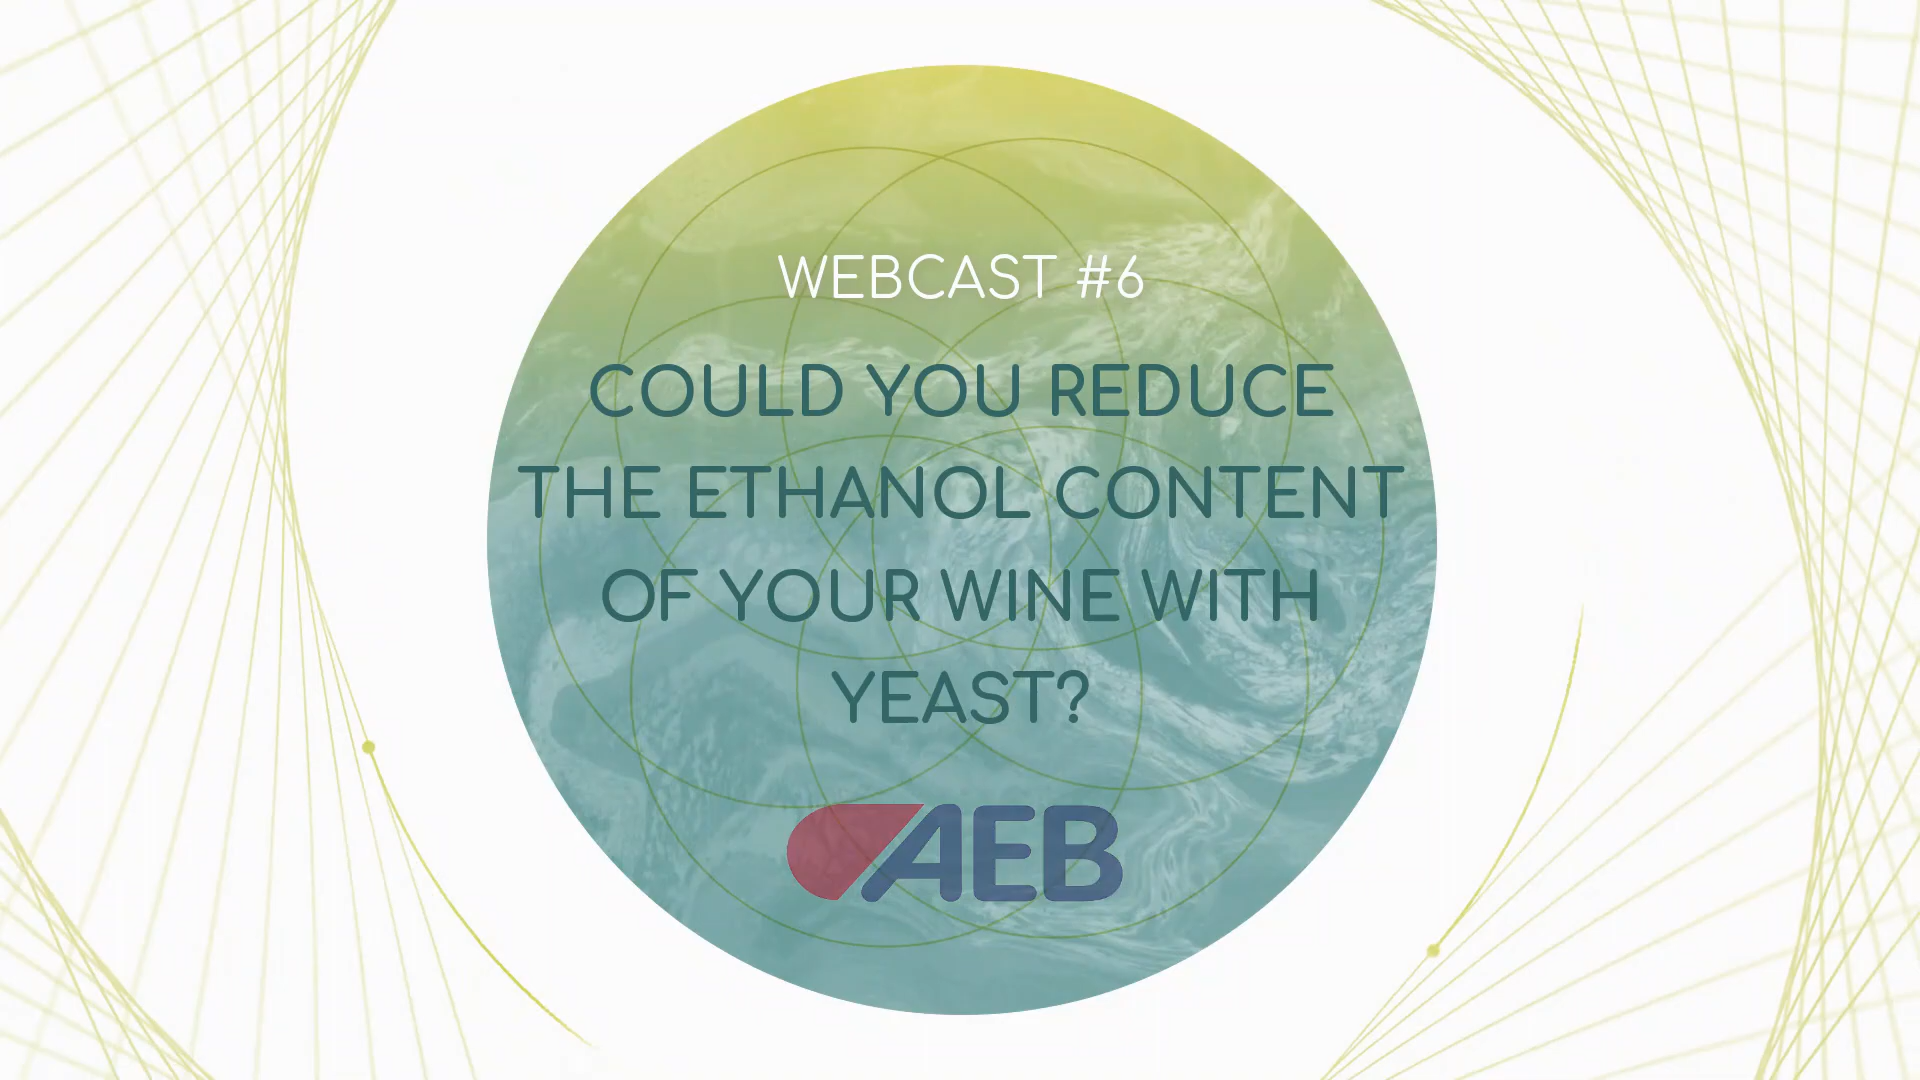 WEBCAST #6
COULD YOU REDUCE
THE ETHANOL CONTENT
OF YOUR WINE WITH
YEAST?
AEB